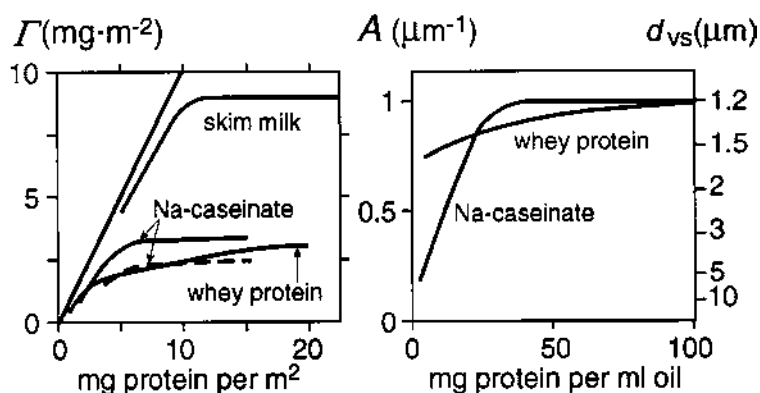 Γ(mg·m-2)
10
5
0
skim milk
Na-caseinate
whey protein
0 10 20
mg protein per m2
A (μm-1)
1
0.5
0
whey protein
Na-caseinate
50 100
mg protein per ml oil
dvs(μm)
1.2
1.5
2
3
5
10